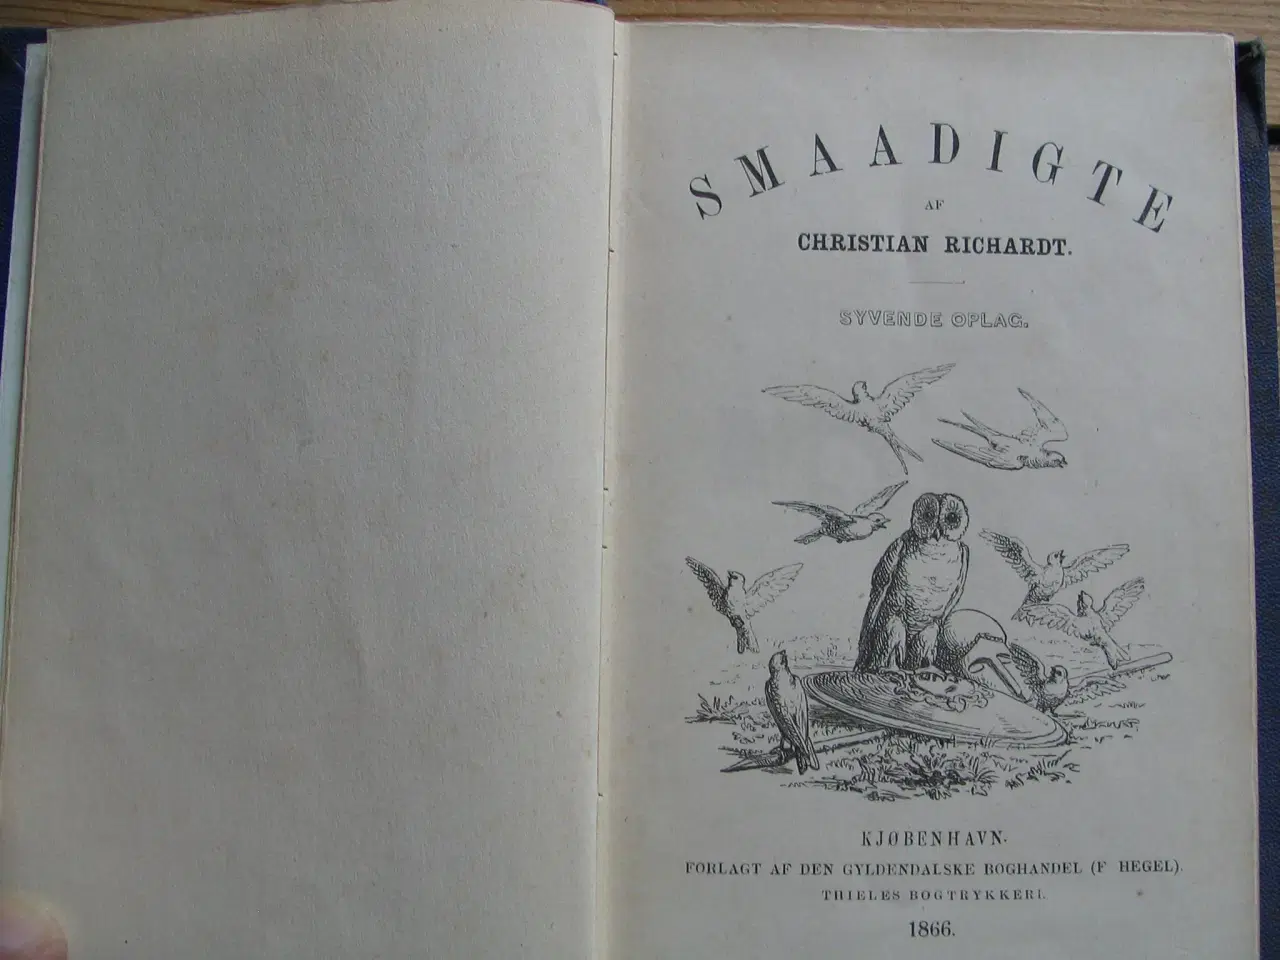 SMAADIGTE
AF
CHRISTIAN RICHARDT.
SYVENDE OPLAG.
KJØBENHAVN.
FORLAGT AF DEN GYLDENDALSKE BOGHANDEL (F HEGEL).
THIELES BOGTRYKKERI.
1866.